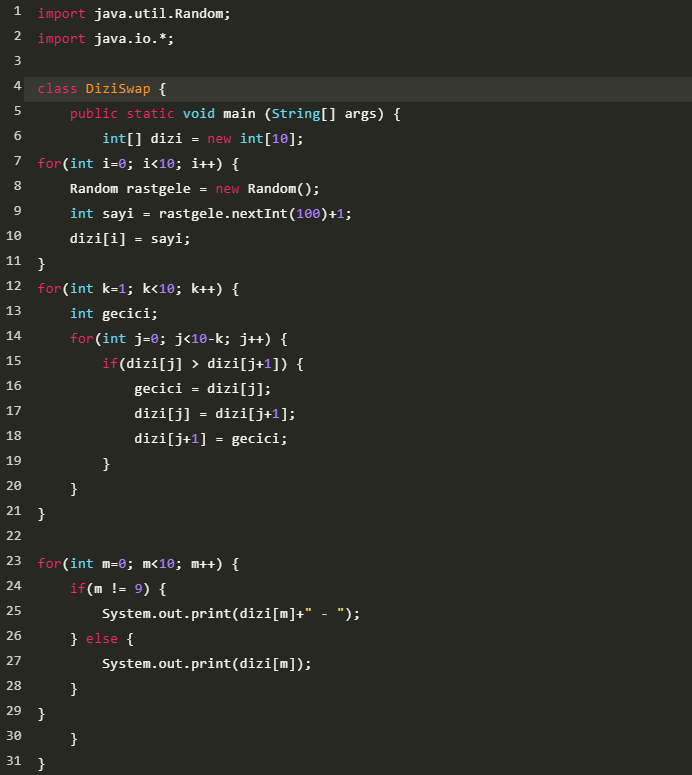 1 import java.util.Random;
2 import java.io.*;
3
4 class DiziSwap {
5     public static void main (String[] args) {
6         int[] dizi = new int[10];
7 for(int i=0; i<10; i++) {
8     Random rastgele = new Random();
9     int sayi = rastgele.nextInt(100)+1;
10     dizi[i] = sayi;
11 }
12 for(int k=1; k<10; k++) {
13     int gecici;
14     for(int j=0; j<10-k; j++) {
15         if(dizi[j] > dizi[j+1]) {
16             gecici = dizi[j];
17             dizi[j] = dizi[j+1];
18             dizi[j+1] = gecici;
19         }
20     }
21 }
22
23 for(int m=0; m<10; m++) {
24     if(m != 9) {
25         System.out.print(dizi[m]+" - ");
26     } else {
27         System.out.print(dizi[m]);
28     }
29 }
30     }
31 }